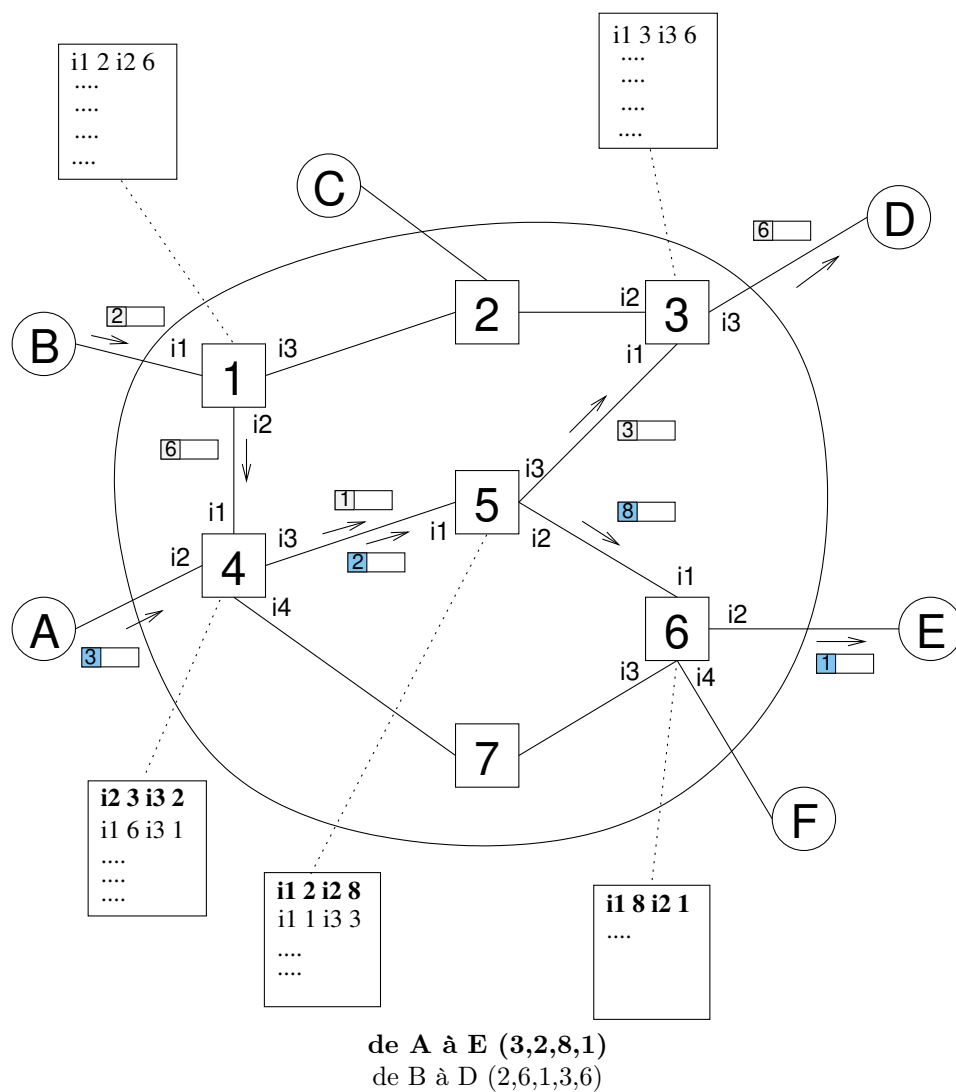 i1 2 i2 6
....
....
....
....
i1 3 i3 6
....
....
....
....
C
D
6
2
B
i1
i3
1
i2
2
i2
3
i3
i1
6
3
i1
1
5
i3
8
i1
i2
i2
4
i3
2
i4
A
3
i1
6
i2
E
1
i3
i4
7
F
i2 3 i3 2
i1 6 i3 1
....
....
....
i1 2 i2 8
i1 1 i3 3
....
....
i1 8 i2 1
....
de A à E (3,2,8,1)
de B à D (2,6,1,3,6)